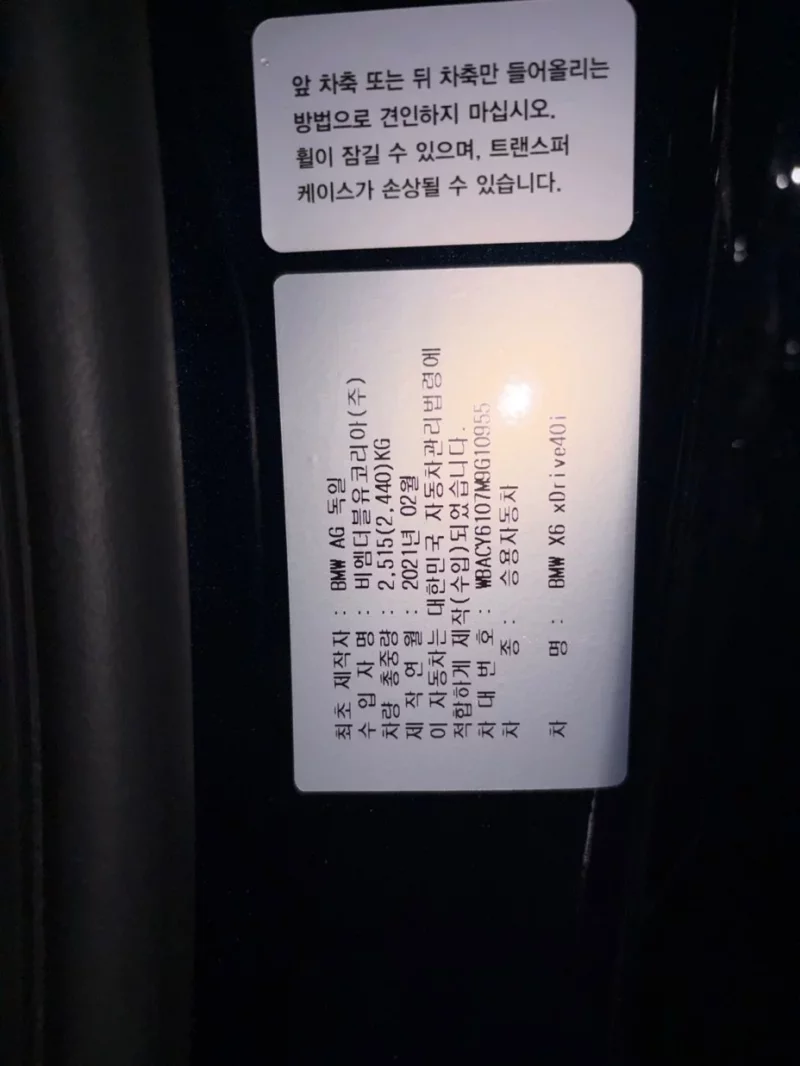 앞 차축 또는 뒤 차축만 들어올리는
방법으로 견인하지 마십시오.
휠이 잠길 수 있으며, 트랜스퍼
케이스가 손상될 수 있습니다.
최초 제작자 : BMW AG 독일
수 입 자 명 : 비엠더블유코리아(주)
차량 총중량 : 2,515(2,440)KG
제 작 연 월 : 2021년 02월
이 자동차는 대한민국 자동차관리법령에
적합하게 제작(수입)되었습니다.
차 대 번 호 : WBACY6107M9G10955
차 종 : 승용자동차
차 명 : BMW X6 xDrive40i